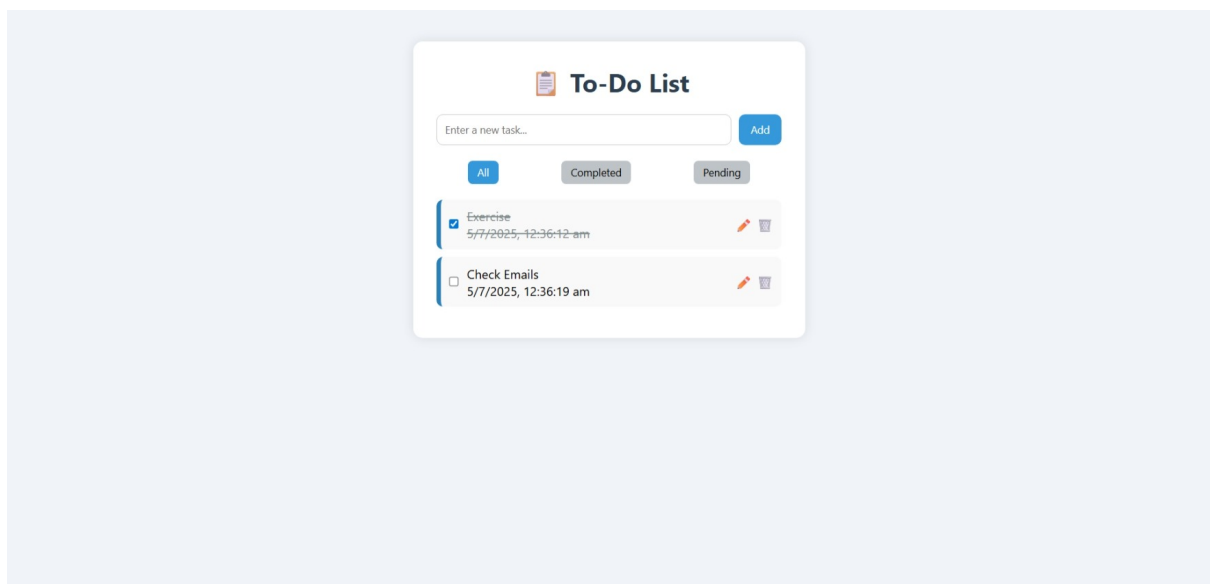 To-Do List
Enter a new task...
Add
All
Completed
Pending
Exercise
5/7/2025, 12:36:12 am
Check Emails
5/7/2025, 12:36:19 am